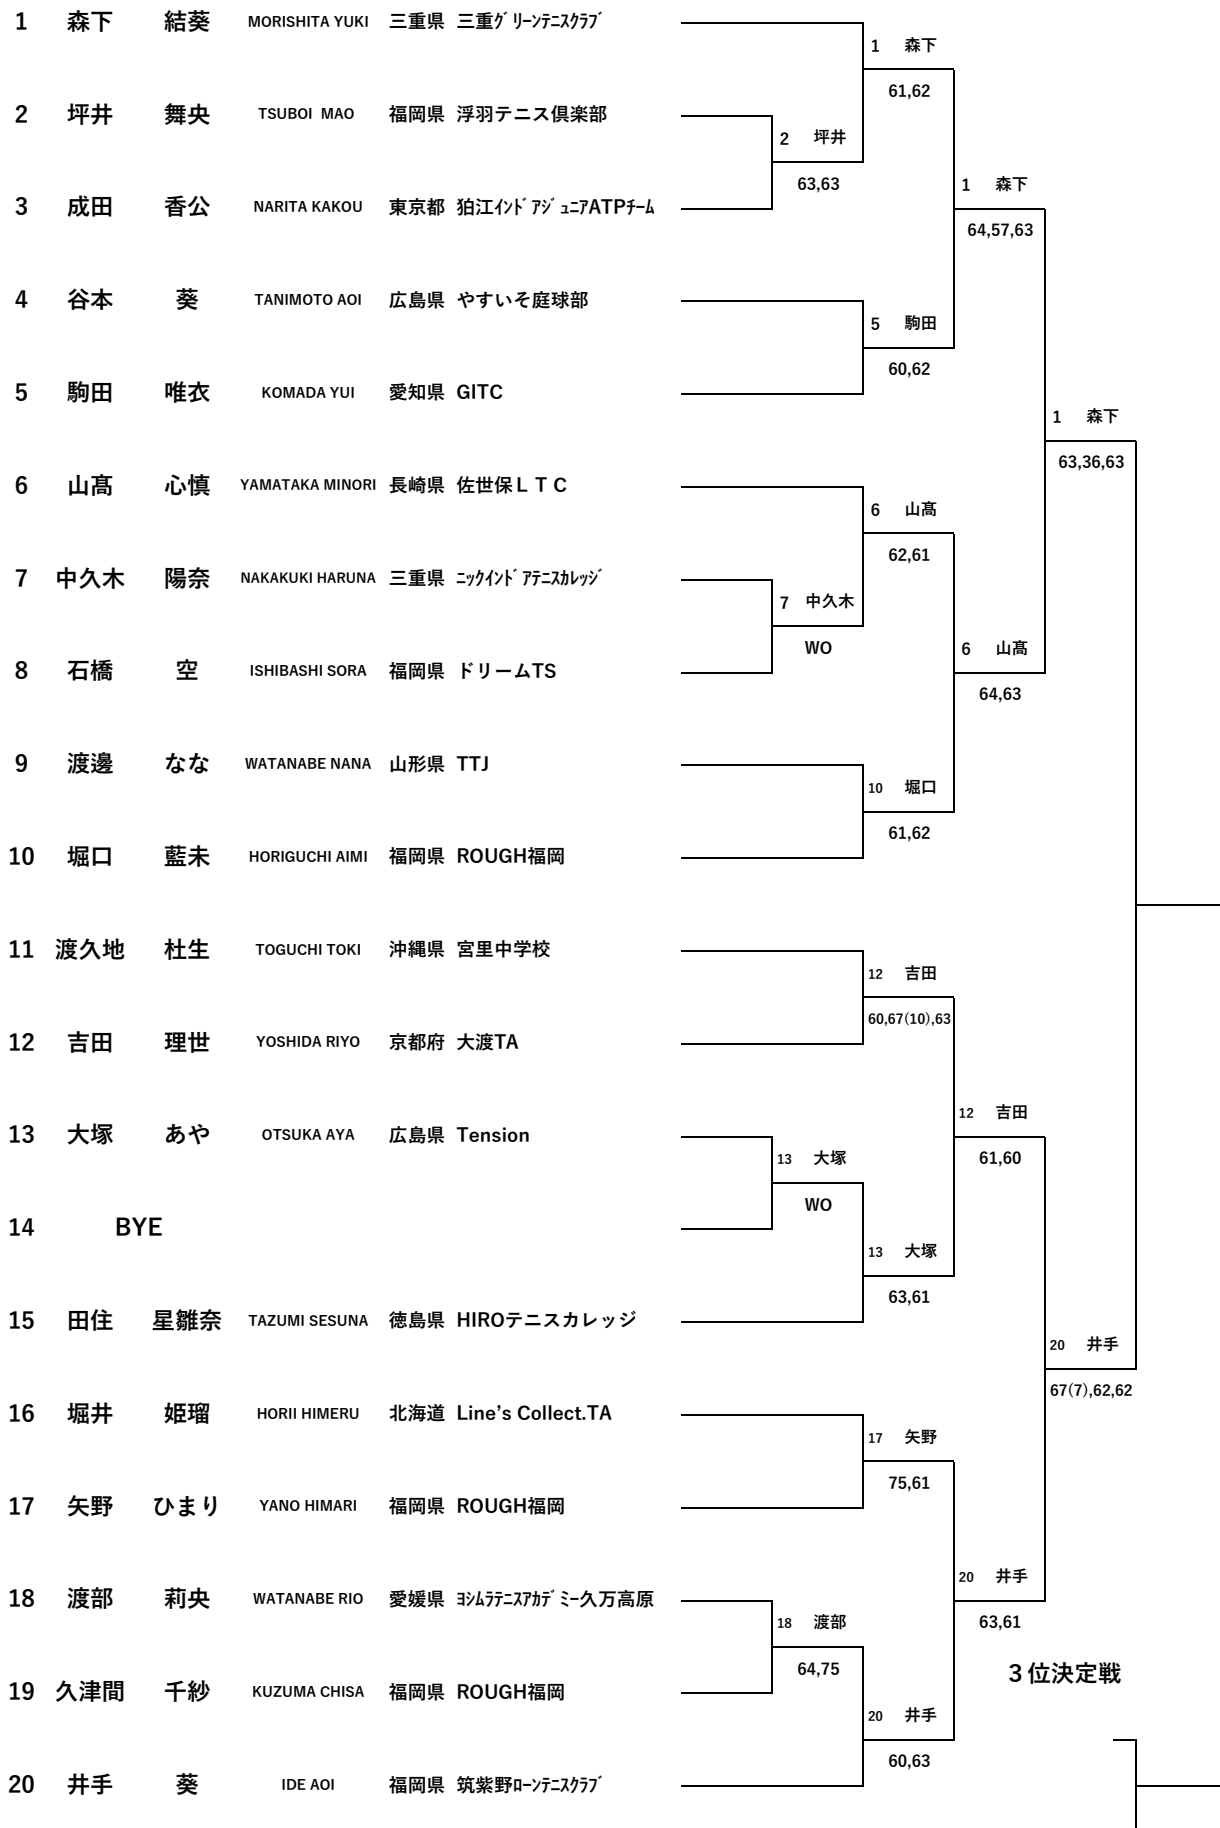 1 森下 結葵 MORISHITA YUKI 三重県 三重ｸﾞﾘｰﾝﾃﾆｽｸﾗﾌﾞ
1 森下
61,62
2 坪井 舞央 TSUBOI MAO 福岡県 浮羽テニス倶楽部
2 坪井
63,63
1 森下
64,57,63
3 成田 香公 NARITA KAKOU 東京都 狛江ｲﾝﾄﾞｱｼﾞｭﾆｱATPﾁｰﾑ
4 谷本 葵 TANIMOTO AOI 広島県 やすいそ庭球部
5 駒田
60,62
5 駒田 唯衣 KOMADA YUI 愛知県 GITC
1 森下
63,36,63
6 山髙 心慎 YAMATAKA MINORI 長崎県 佐世保ＬＴＣ
6 山髙
62,61
7 中久木 陽奈 NAKAKUKI HARUNA 三重県 ﾆｯｸｲﾝﾄﾞｱﾃﾆｽｶﾚｯｼﾞ
7 中久木
WO
6 山髙
64,63
8 石橋 空 ISHIBASHI SORA 福岡県 ドリームTS
9 渡邊 なな WATANABE NANA 山形県 TTJ
10 堀口
61,62
10 堀口 藍未 HORIGUCHI AIMI 福岡県 ROUGH福岡
11 渡久地 杜生 TOGUCHI TOKI 沖縄県 宮里中学校
12 吉田
60,67(10),63
12 吉田 理世 YOSHIDA RIYO 京都府 大渡TA
12 吉田
61,60
13 大塚 あや OTSUKA AYA 広島県 Tension
13 大塚
WO
14 BYE
13 大塚
63,61
15 田住 星雛奈 TAZUMI SESUNA 徳島県 HIROテニスカレッジ
20 井手
67(7),62,62
16 堀井 姫瑠 HORII HIMERU 北海道 Line’s Collect.TA
17 矢野
75,61
17 矢野 ひまり YANO HIMARI 福岡県 ROUGH福岡
20 井手
63,61
18 渡部 莉央 WATANABE RIO 愛媛県 ﾖｼﾑﾗﾃﾆｽｱｶﾃﾞﾐｰ久万高原
18 渡部
64,75
３位決定戦
19 久津間 千紗 KUZUMA CHISA 福岡県 ROUGH福岡
20 井手
60,63
20 井手 葵 IDE AOI 福岡県 筑紫野ﾛｰﾝﾃﾆｽｸﾗﾌﾞ